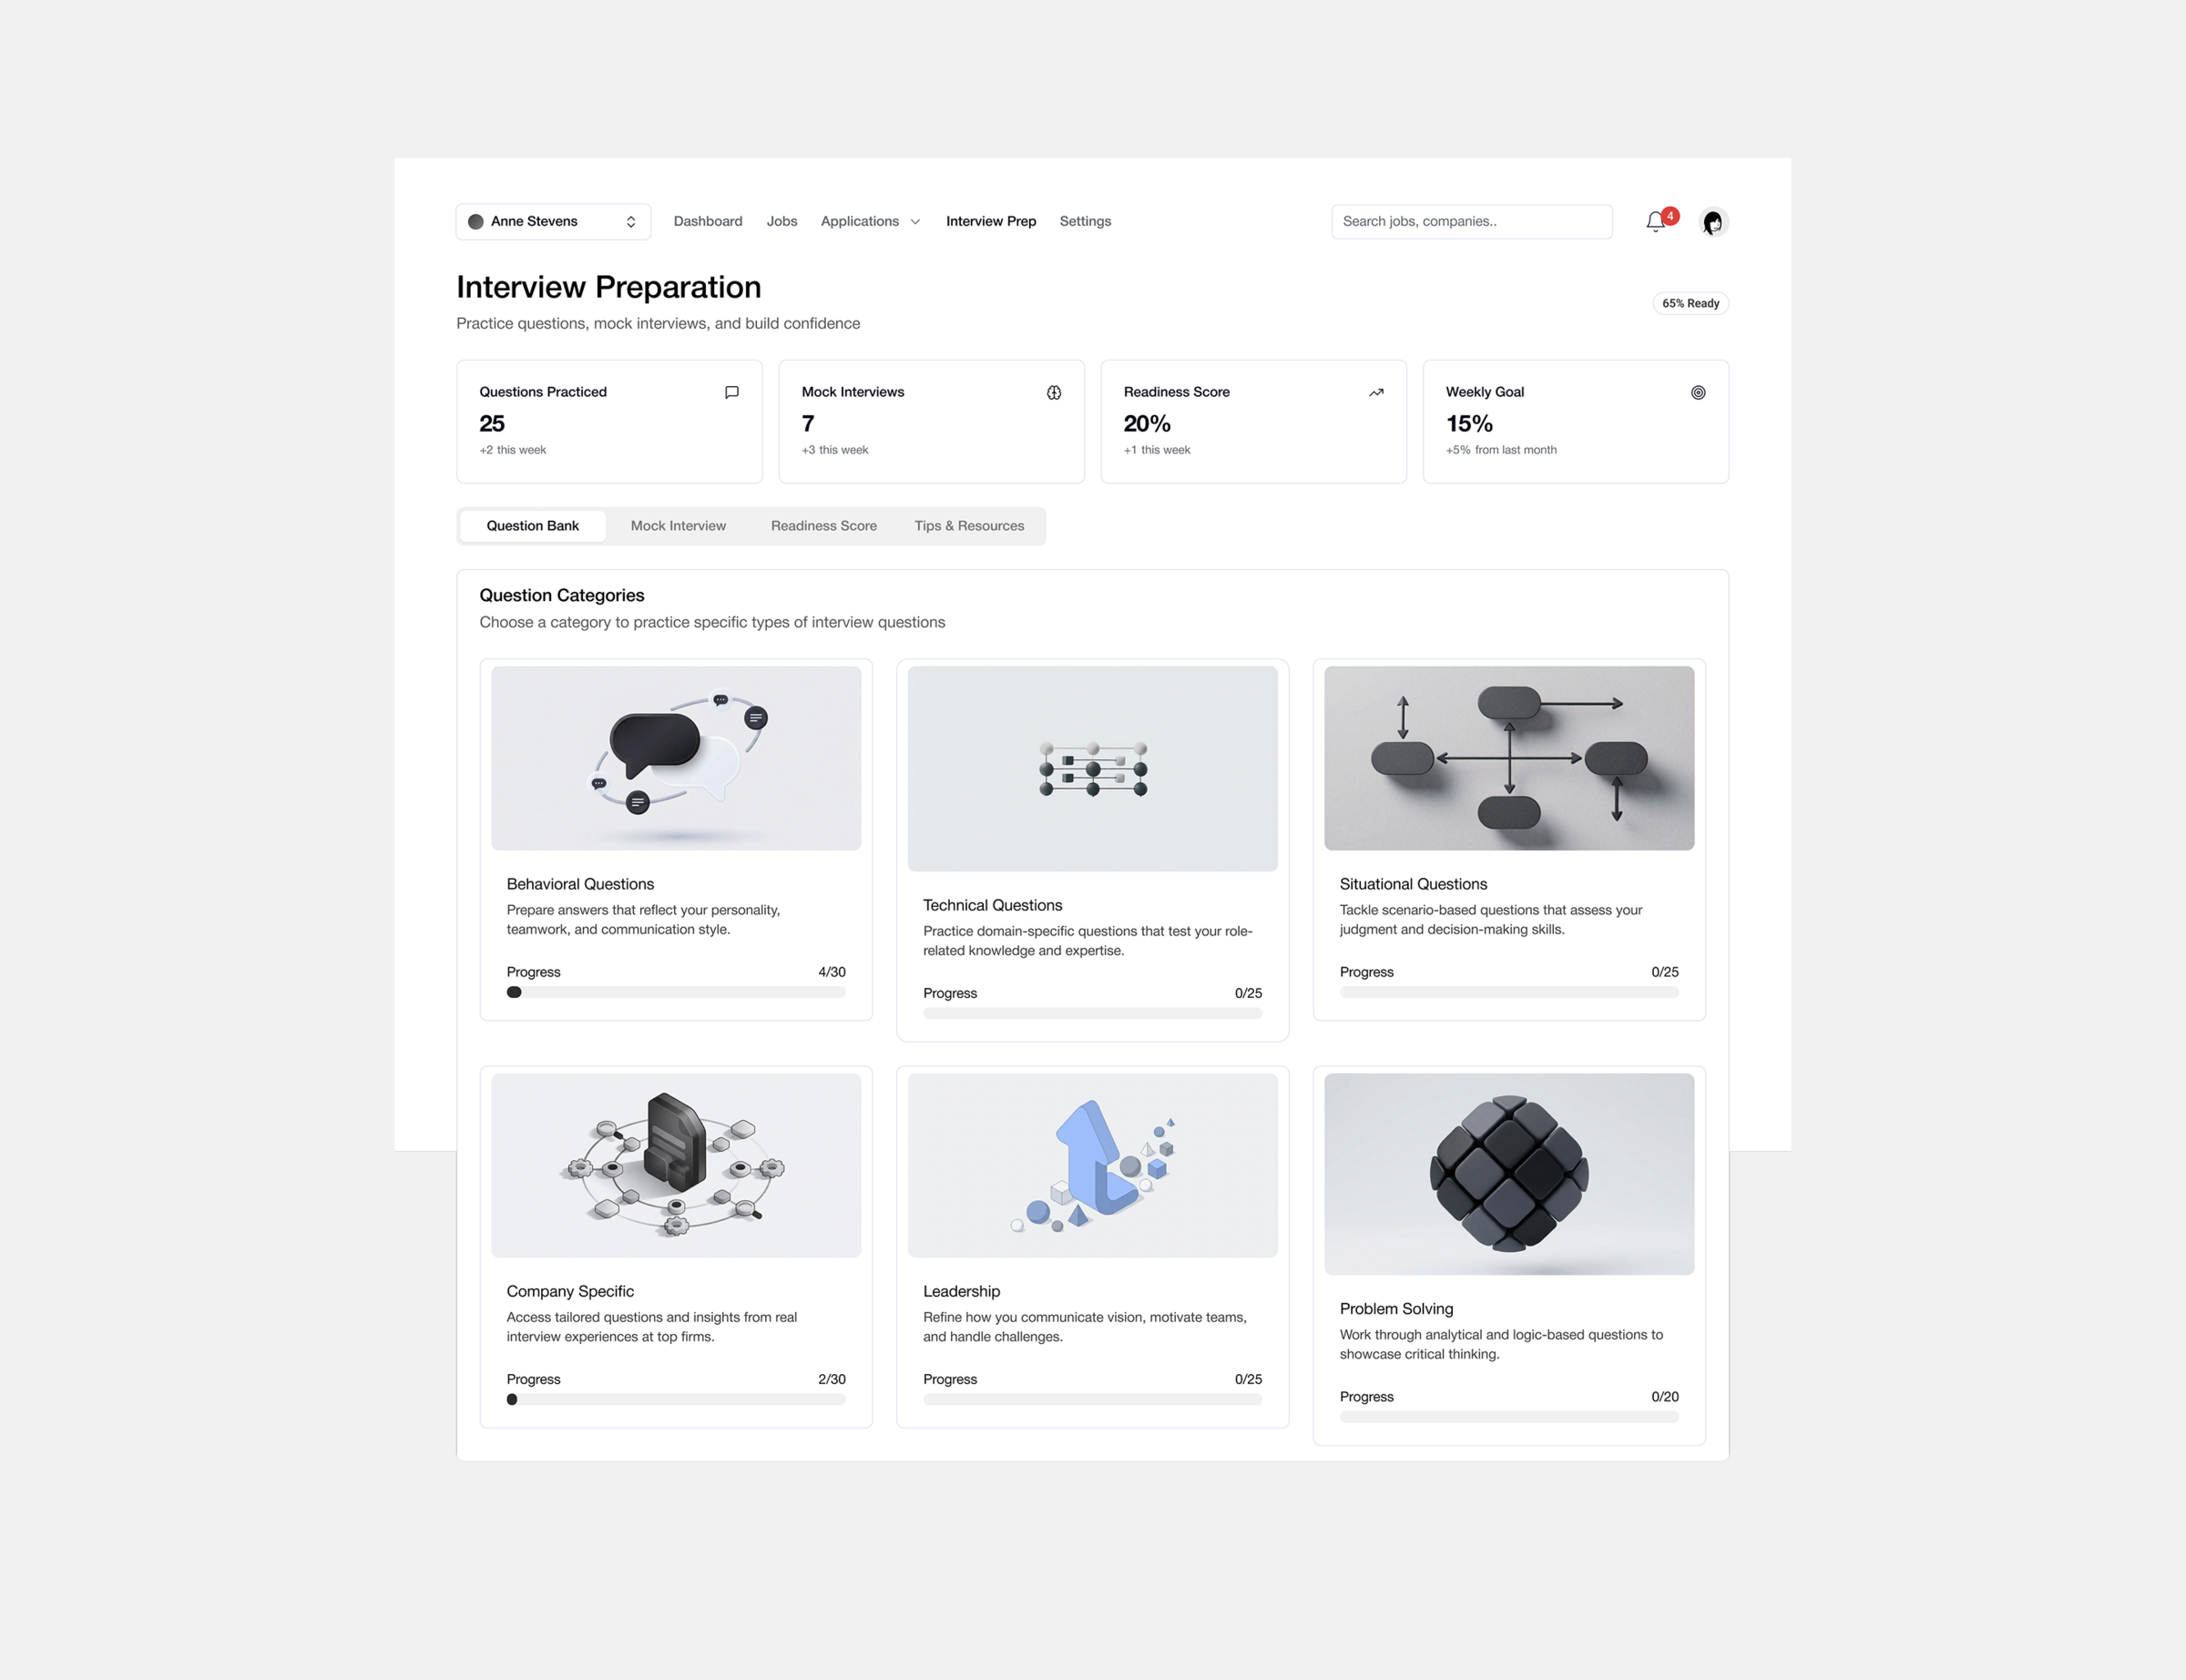 Anne Stevens
Dashboard
Jobs
Applications
Interview Prep
Settings
Search jobs, companies..
4
Interview Preparation
Practice questions, mock interviews, and build confidence
65% Ready
Questions Practiced
25
+2 this week
Mock Interviews
7
+3 this week
Readiness Score
20%
+1 this week
Weekly Goal
15%
+5% from last month
Question Bank
Mock Interview
Readiness Score
Tips & Resources
Question Categories
Choose a category to practice specific types of interview questions
Behavioral Questions
Prepare answers that reflect your personality,
teamwork, and communication style.
Progress
4/30
Technical Questions
Practice domain-specific questions that test your role-
related knowledge and expertise.
Progress
0/25
Situational Questions
Tackle scenario-based questions that assess your
judgment and decision-making skills.
Progress
0/25
Company Specific
Access tailored questions and insights from real
interview experiences at top firms.
Progress
2/30
Leadership
Refine how you communicate vision, motivate teams,
and handle challenges.
Progress
0/25
Problem Solving
Work through analytical and logic-based questions to
showcase critical thinking.
Progress
0/20